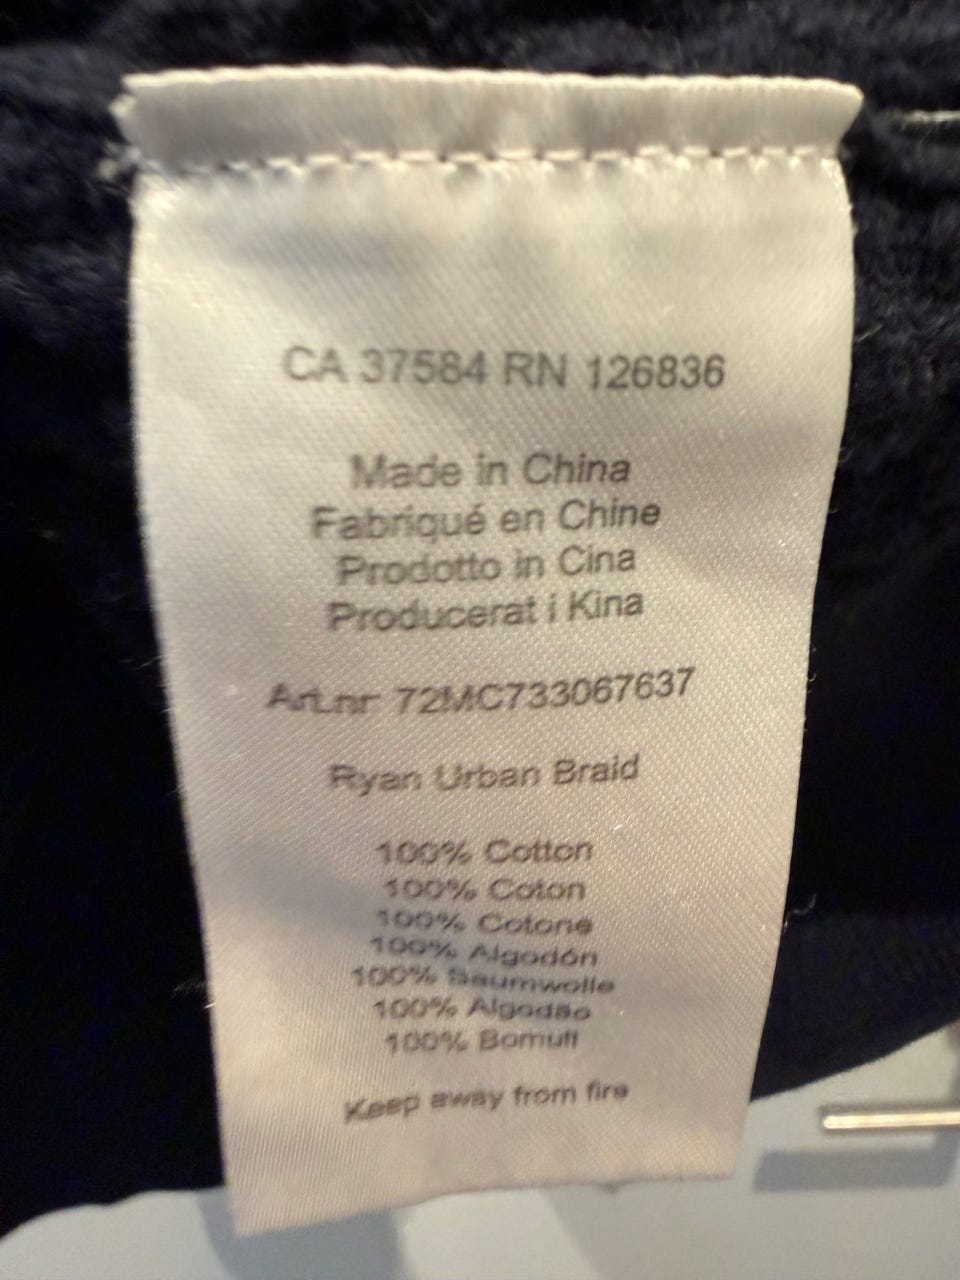 CA 37584 RN 126836
Made in China
Fabriqué en Chine
Prodotto in Cina
Producerat i Kina
Art.nr 72MC733067637
Ryan Urban Braid
100% Cotton
100% Coton
100% Cotone
100% Algodón
100% Baumwolle
100% Algodão
100% Bomull
Keep away from fire